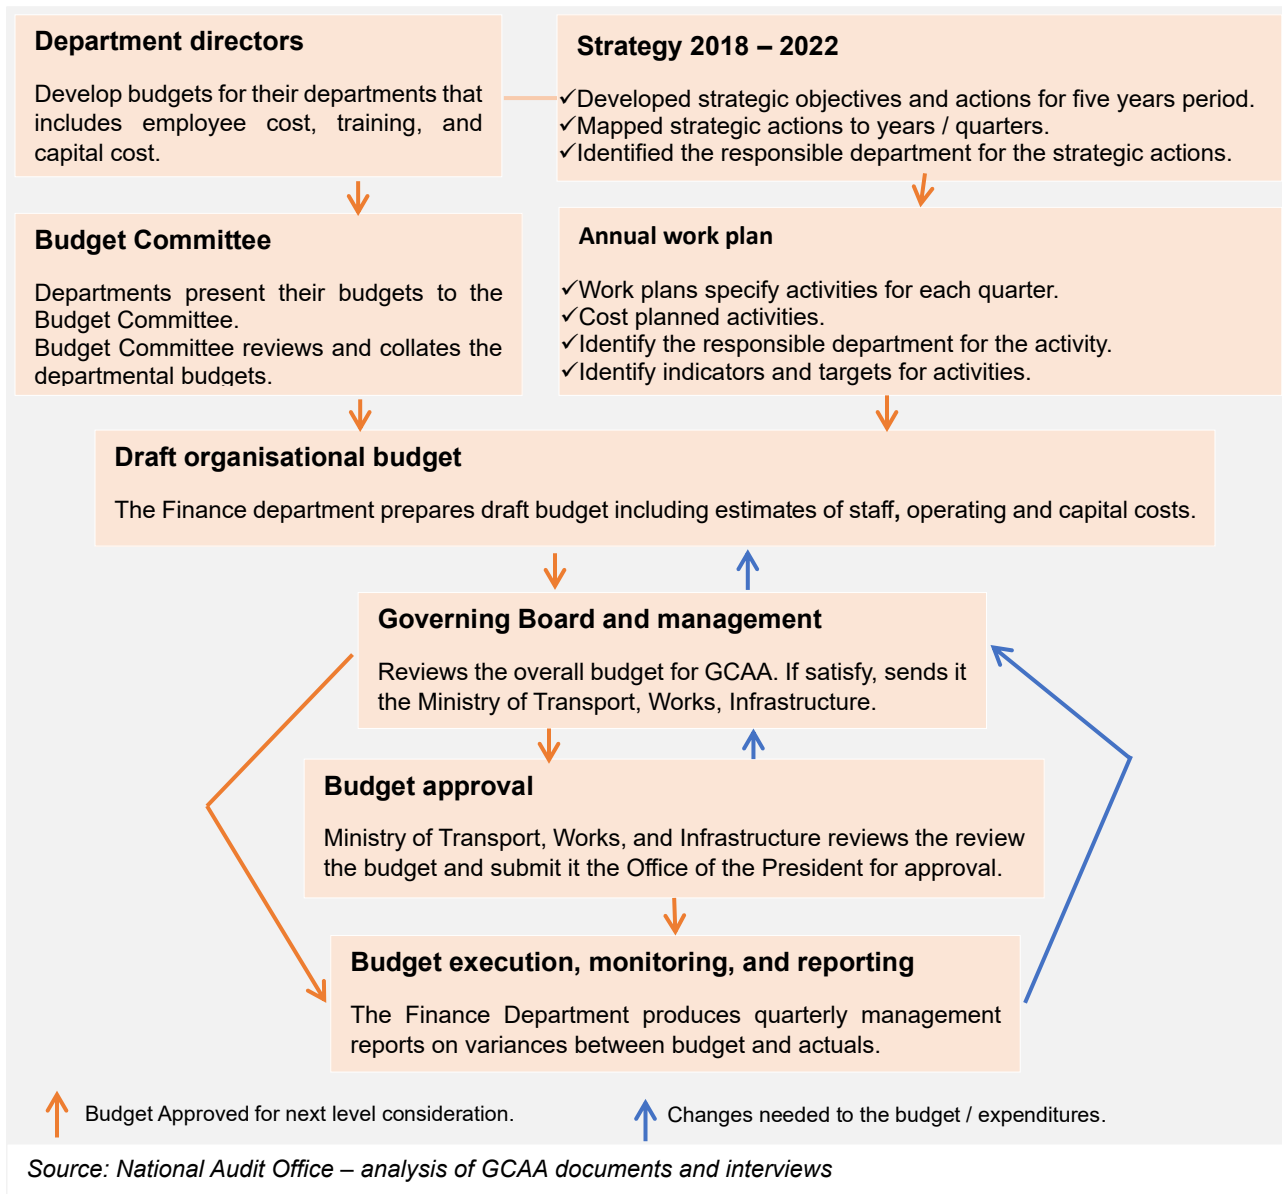 Department directors
Develop budgets for their departments that
includes employee cost, training, and
capital cost.
Strategy 2018 – 2022
✓Developed strategic objectives and actions for five years period.
✓Mapped strategic actions to years / quarters.
✓Identified the responsible department for the strategic actions.
Budget Committee
Departments present their budgets to the
Budget Committee.
Budget Committee reviews and collates the
departmental budgets.
Annual work plan
✓Work plans specify activities for each quarter.
✓Cost planned activities.
✓Identify the responsible department for the activity.
✓Identify indicators and targets for activities.
Draft organisational budget
The Finance department prepares draft budget including estimates of staff, operating and capital costs.
Governing Board and management
Reviews the overall budget for GCAA. If satisfy, sends it
the Ministry of Transport, Works, Infrastructure.
Budget approval
Ministry of Transport, Works, and Infrastructure reviews the review
the budget and submit it the Office of the President for approval.
Budget execution, monitoring, and reporting
The Finance Department produces quarterly management
reports on variances between budget and actuals.
Budget Approved for next level consideration.
Changes needed to the budget / expenditures.
Source: National Audit Office – analysis of GCAA documents and interviews